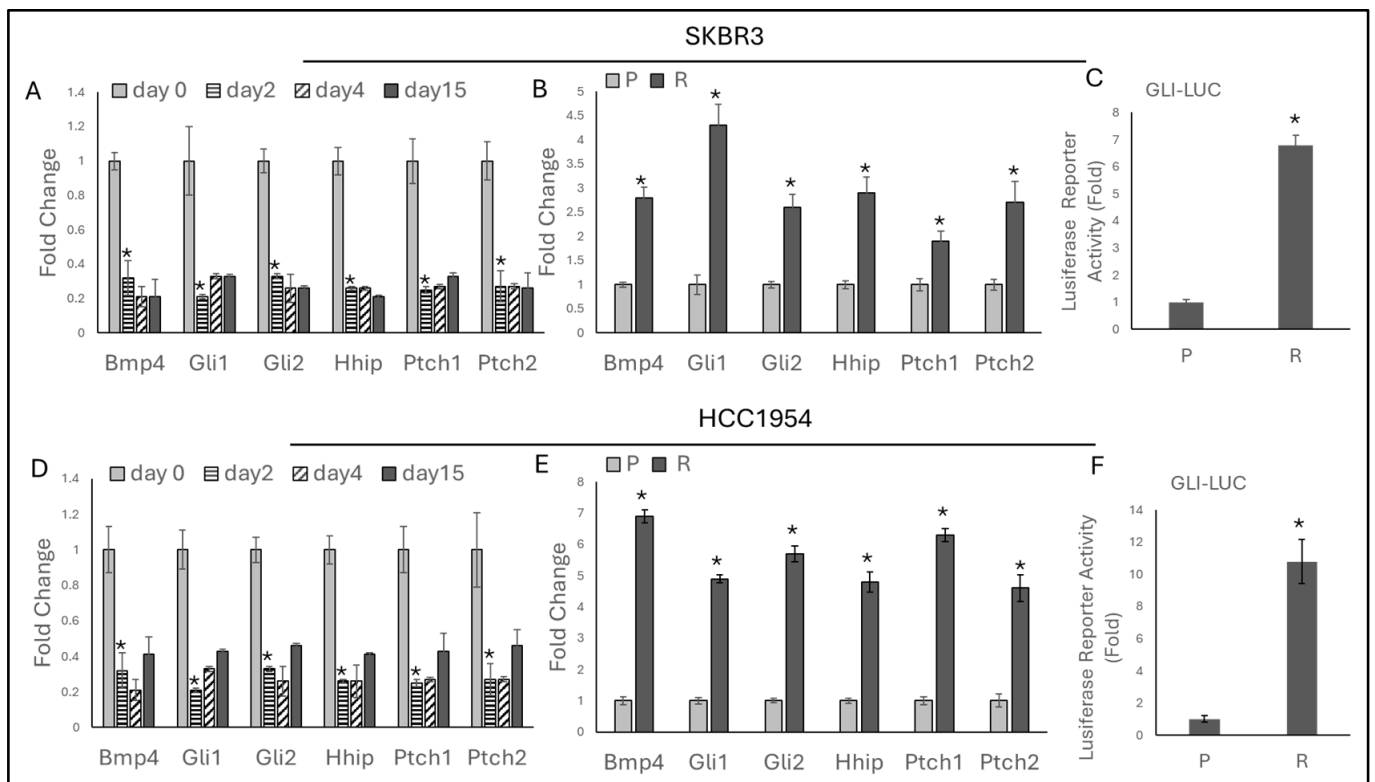 SKBR3
A
day 0 day2 day4 day15
Fold Change
1.4
1.2
1
0.8
0.6
0.4
0.2
0
* * * * * *
Bmp4 Gli1 Gli2 Hhip Ptch1 Ptch2
B
P R
Fold Change
5
4.5
4
3.5
3
2.5
2
1.5
1
0.5
0
* * * * * *
Bmp4 Gli1 Gli2 Hhip Ptch1 Ptch2
C
GLI-LUC
Lusiferase Reporter
Activity (Fold)
8
7
6
5
4
3
2
1
0
*
P R
HCC1954
D
day 0 day2 day4 day15
Fold Change
1.4
1.2
1
0.8
0.6
0.4
0.2
0
* * * * * *
Bmp4 Gli1 Gli2 Hhip Ptch1 Ptch2
E
P R
Fold Change
8
7
6
5
4
3
2
1
0
* * * * * *
Bmp4 Gli1 Gli2 Hhip Ptch1 Ptch2
F
GLI-LUC
Lusiferase Reporter Activity
(Fold)
14
12
10
8
6
4
2
0
*
P R